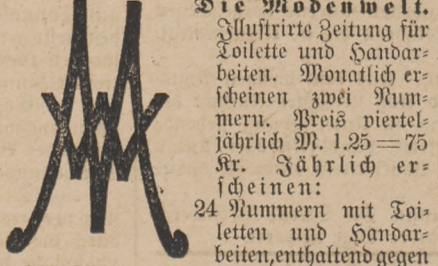 Die Modenwelt.
Illustrirte Zeitung für
Toilette und Handar-
beiten. Monatlich er-
scheinen zwei Num-
mern. Preis viertel-
jährlich M. 1.25 = 75
Kr. Jährlich er-
scheinen:
24 Nummern mit Toi-
letten und Handar-
beiten, enthaltend gegen